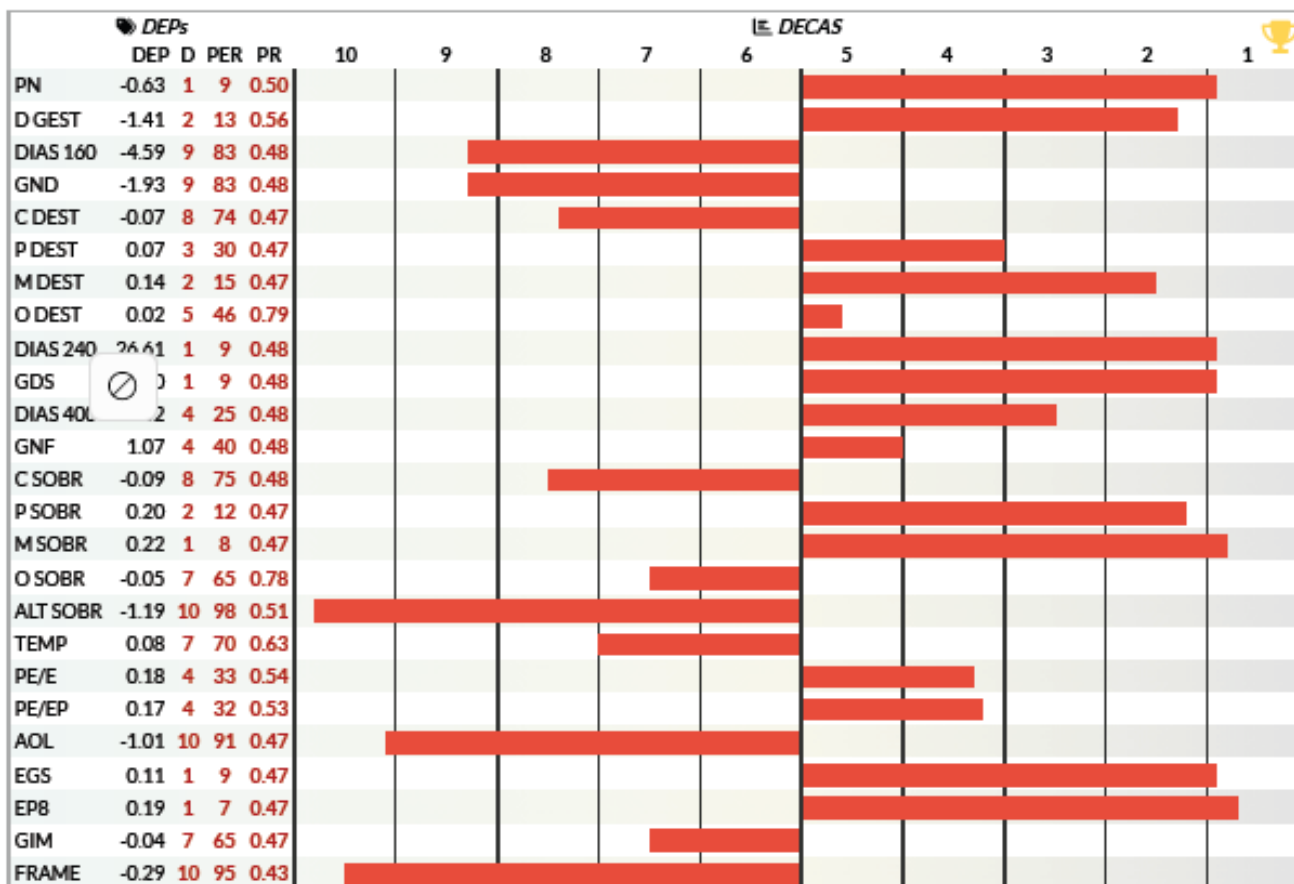 DEPs DECAS
DEP D PER PR 10 9 8 7 6 5 4 3 2 1
PN -0.63 1 9 0.50
D GEST -1.41 2 13 0.56
DIAS 160 -4.59 9 83 0.48
GND -1.93 9 83 0.48
C DEST -0.07 8 74 0.47
P DEST 0.07 3 30 0.47
M DEST 0.14 2 15 0.47
O DEST 0.02 5 46 0.79
DIAS 240 26.61 1 9 0.48
GDS 1 9 0.48
DIAS 400 4 25 0.48
GNF 1.07 4 40 0.48
C SOBR -0.09 8 75 0.48
P SOBR 0.20 2 12 0.47
M SOBR 0.22 1 8 0.47
O SOBR -0.05 7 65 0.78
ALT SOBR -1.19 10 98 0.51
TEMP 0.08 7 70 0.63
PE/E 0.18 4 33 0.54
PE/EP 0.17 4 32 0.53
AOL -1.01 10 91 0.47
EGS 0.11 1 9 0.47
EP8 0.19 1 7 0.47
GIM -0.04 7 65 0.47
FRAME -0.29 10 95 0.43